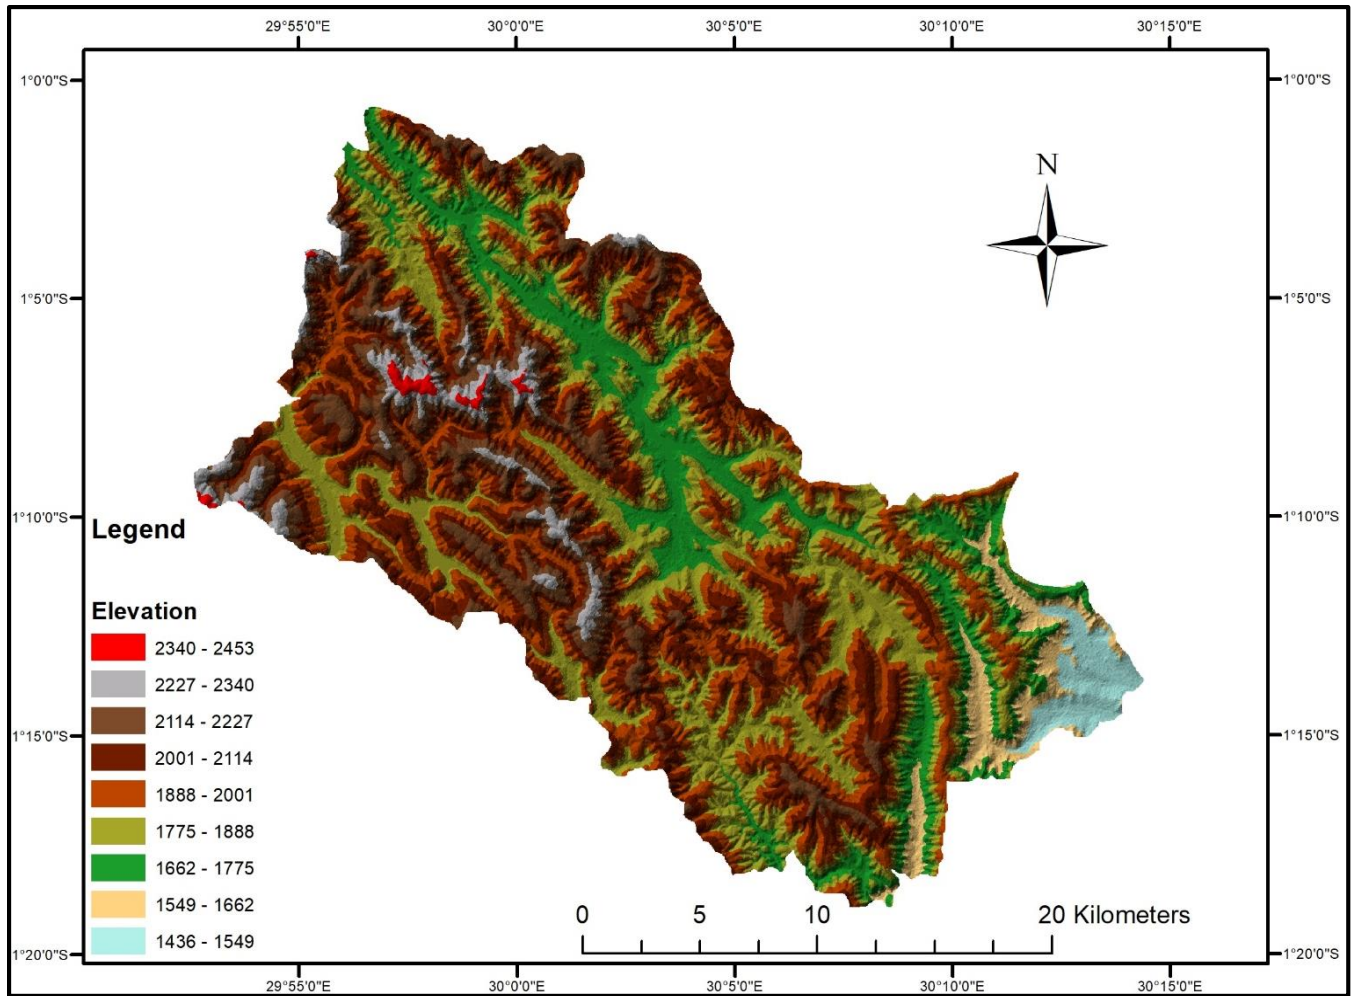 29°55'0"E 30°0'0"E 30°5'0"E 30°10'0"E 30°15'0"E
1°0'0"S 1°0'0"S
N
1°5'0"S 1°5'0"S
1°10'0"S 1°10'0"S
Legend
Elevation
2340 - 2453
2227 - 2340
2114 - 2227
2001 - 2114
1°15'0"S 1°15'0"S
1888 - 2001
1775 - 1888
1662 - 1775
1549 - 1662
1436 - 1549
0 5 10 20 Kilometers
1°20'0"S 1°20'0"S
29°55'0"E 30°0'0"E 30°5'0"E 30°10'0"E 30°15'0"E